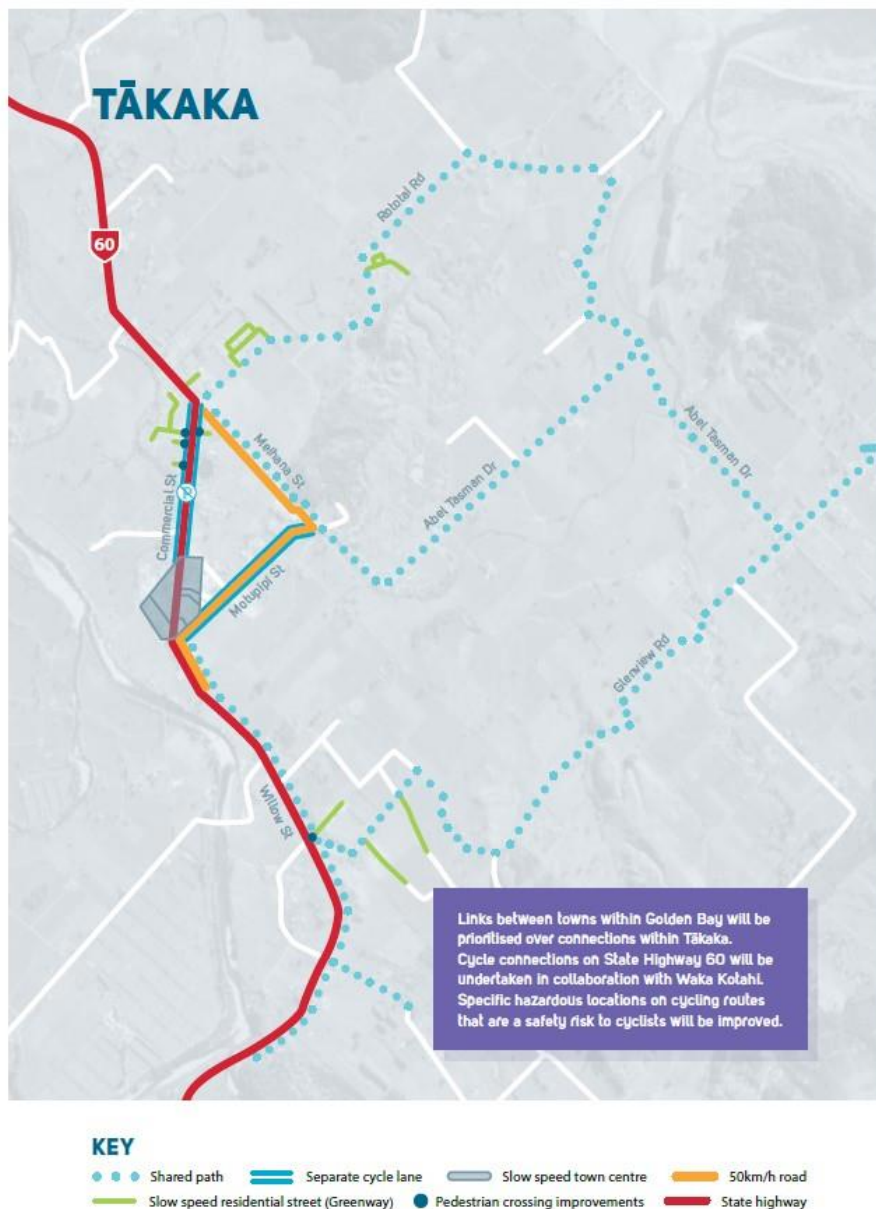 TĀKAKA
60
Rototai Rd
Meihana St
Commercial St
Abel Tasman Dr
Abel Tasman Dr
Motupipi St
Glenview Rd
Willow St
Links between towns within Golden Bay will be
prioritised over connections within Tākaka.
Cycle connections on State Highway 60 will be
undertaken in collaboration with Waka Kotahi.
Specific hazardous locations on cycling routes
that are a safety risk to cyclists will be improved.
KEY
Shared path
Separate cycle lane
Slow speed town centre
50km/h road
Slow speed residential street (Greenway)
Pedestrian crossing improvements
State highway